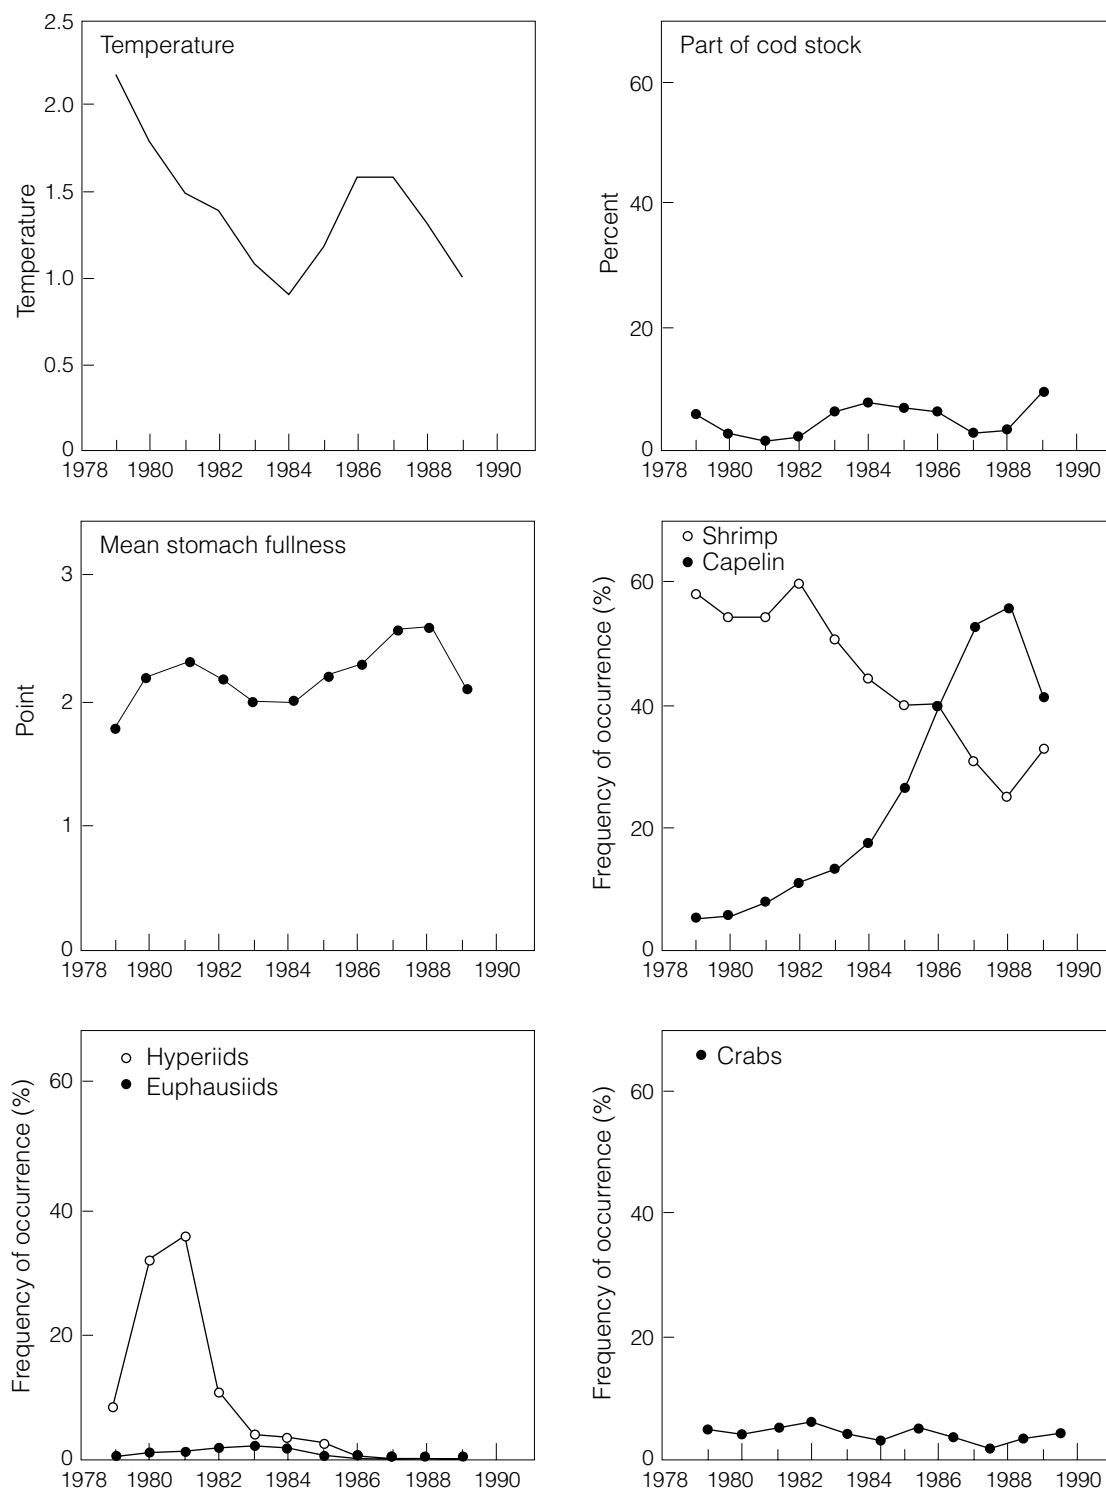 Temperature
Temperature
2.5
2.0
1.5
1.0
0.5
0
1978 1980 1982 1984 1986 1988 1990
Part of cod stock
Percent
60
40
20
0
1978 1980 1982 1984 1986 1988 1990
Mean stomach fullness
Point
3
2
1
0
1978 1980 1982 1984 1986 1988 1990
Shrimp
Capelin
Frequency of occurrence (%)
60
40
20
0
1978 1980 1982 1984 1986 1988 1990
Hyperiids
Euphausiids
Frequency of occurrence (%)
60
40
20
0
1978 1980 1982 1984 1986 1988 1990
Crabs
Frequency of occurrence (%)
60
40
20
0
1978 1980 1982 1984 1986 1988 1990